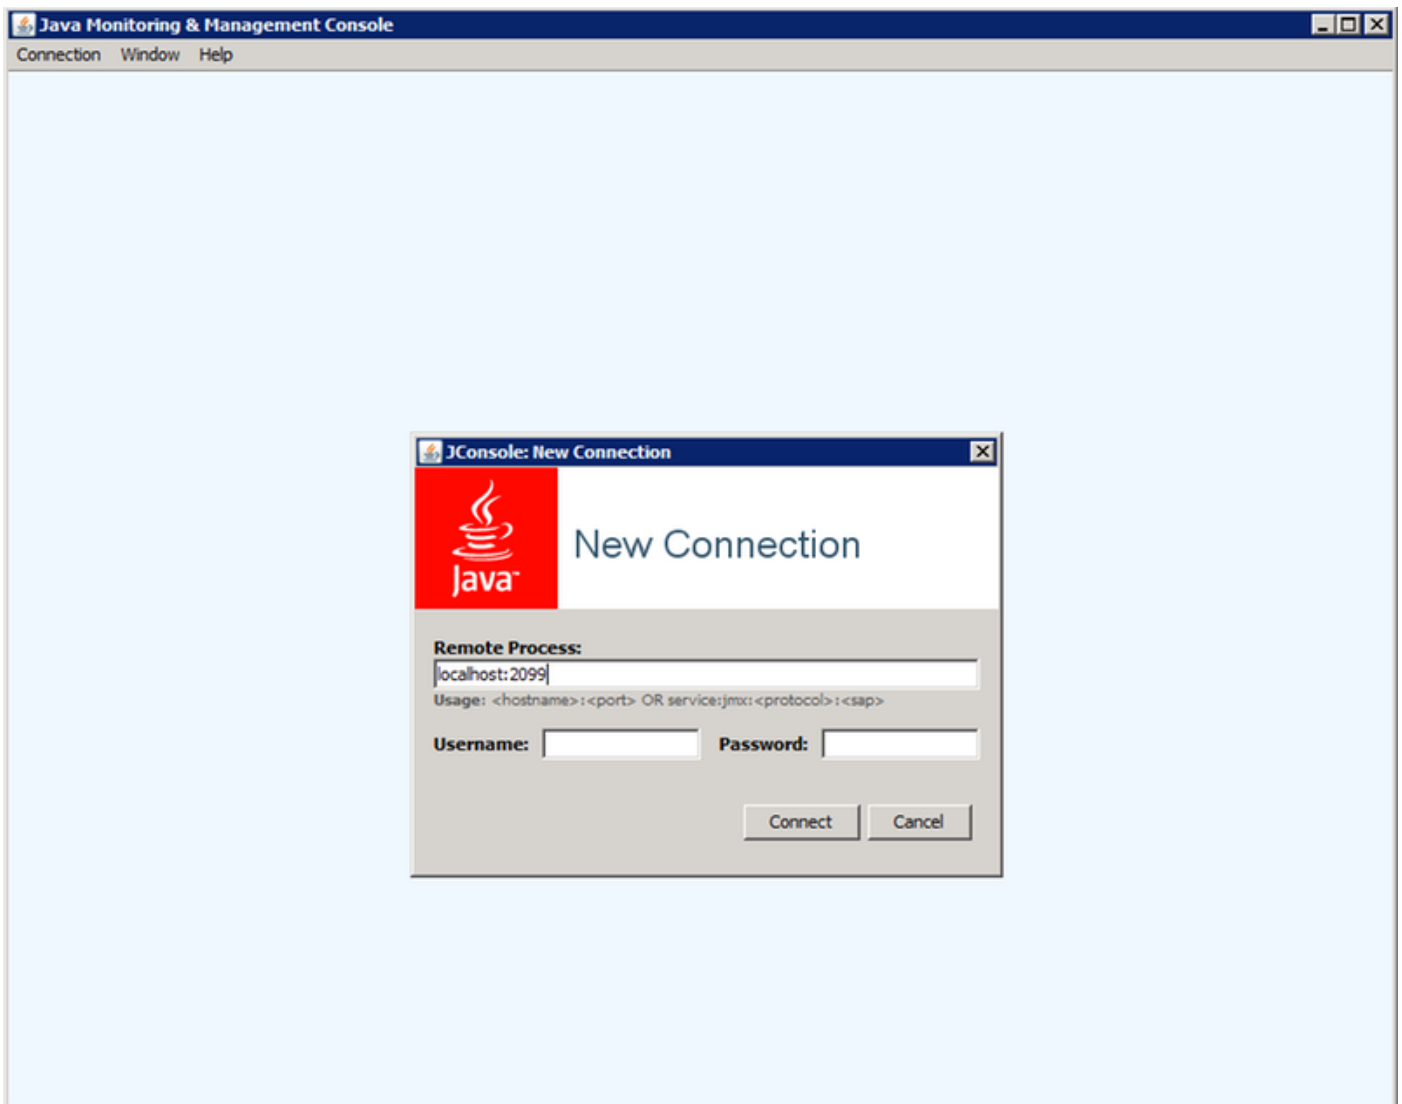 Java Monitoring & Management Console
Connection Window Help
JConsole: New Connection
Java™
New Connection
Remote Process:
localhost:2099
Usage: <hostname>:<port> OR service:jmx:<protocol>:<sap>
Username: Password:
Connect Cancel